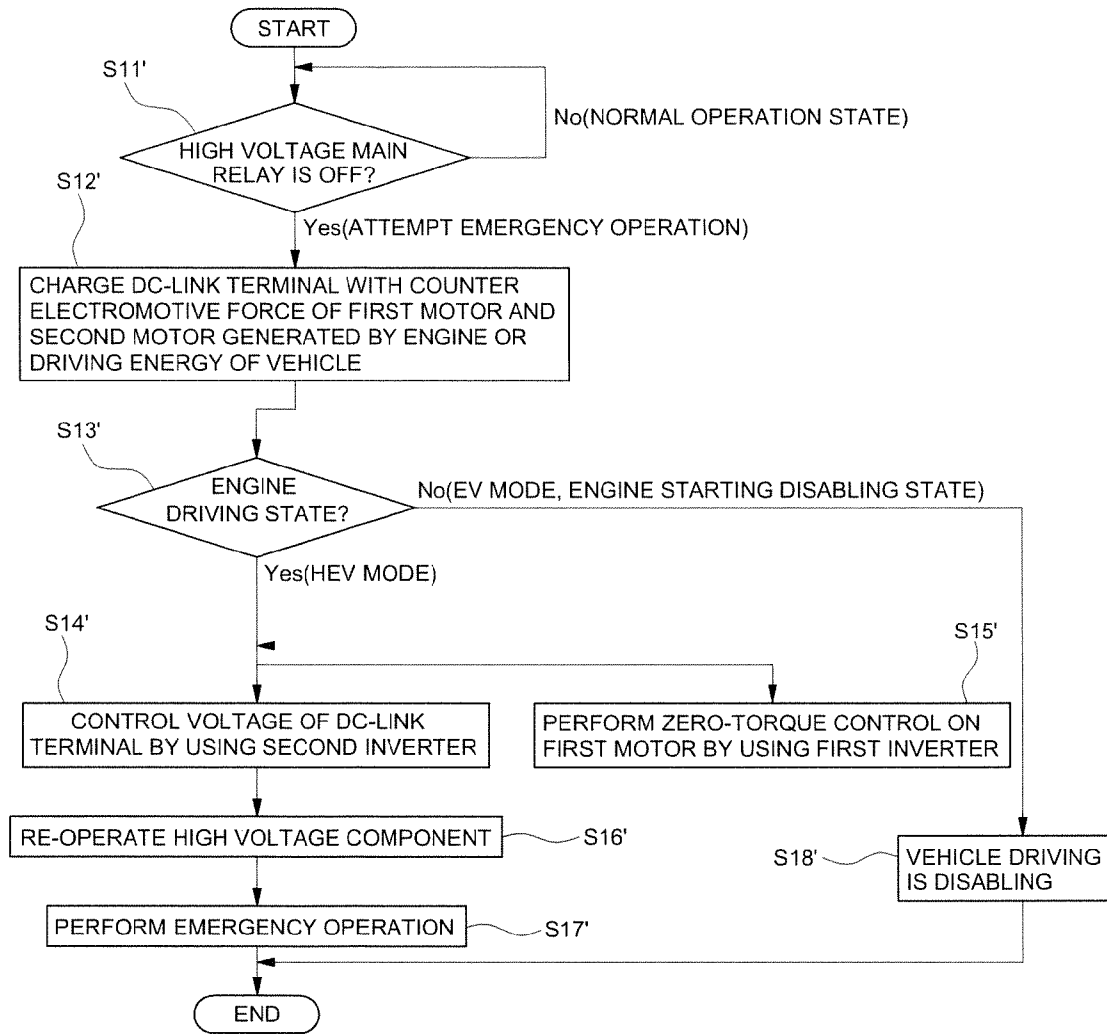 START
S11'
No(NORMAL OPERATION STATE)
HIGH VOLTAGE MAIN
RELAY IS OFF?
S12'
Yes(ATTEMPT EMERGENCY OPERATION)
CHARGE DC-LINK TERMINAL WITH COUNTER
ELECTROMOTIVE FORCE OF FIRST MOTOR AND
SECOND MOTOR GENERATED BY ENGINE OR
DRIVING ENERGY OF VEHICLE
S13'
ENGINE
DRIVING STATE?
No(EV MODE, ENGINE STARTING DISABLING STATE)
Yes(HEV MODE)
S14'
S15'
CONTROL VOLTAGE OF DC-LINK
TERMINAL BY USING SECOND INVERTER
PERFORM ZERO-TORQUE CONTROL ON
FIRST MOTOR BY USING FIRST INVERTER
RE-OPERATE HIGH VOLTAGE COMPONENT
S16'
S18'
VEHICLE DRIVING
IS DISABLING
PERFORM EMERGENCY OPERATION
S17'
END